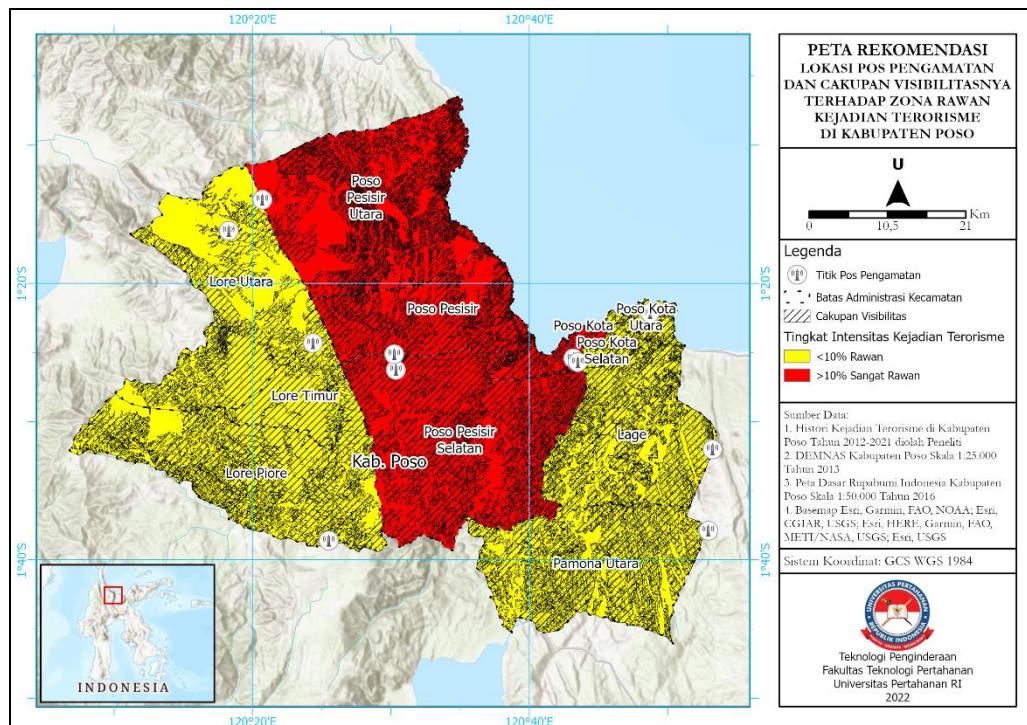 120°20'E
120°40'E
1°20'S
1°40'S
1°20'S
1°40'S
Poso
Pesisir
Utara
Lore Utara
Poso Pesisir
Poso Kota
Utara
Poso Kota
Poso Kota
Selatan
Lore Timur
Poso Pesisir
Selatan
Lage
Kab. Poso
Lore Piore
Pamona Utara
120°20'E
120°40'E
INDONESIA
PETA REKOMENDASI
LOKASI POS PENGAMATAN
DAN CAKUPAN VISIBILITASNYA
TERHADAP ZONA RAWAN
KEJADIAN TERORISME
DI KABUPATEN POSO
U
Km
0 10,5 21
Legenda
Titik Pos Pengamatan
Batas Administrasi Kecamatan
Cakupan Visibilitas
Tingkat Intensitas Kejadian Terorisme
<10% Rawan
>10% Sangat Rawan
Sumber Data:
1. Histori Kejadian Terorisme di Kabupaten
Poso Tahun 2012-2021 diolah Peneliti
2. DEMNAS Kabupaten Poso Skala 1:25.000
Tahun 2013
3. Peta Dasar Rupabumi Indonesia Kabupaten
Poso Skala 1:50.000 Tahun 2016
4. Basemap Esri, Garmin, FAO, NOAA; Esri,
CGIAR, USGS; Esri, HERE, Garmin, FAO,
METI/NASA, USGS; Esri, USGS
Sistem Koordinat: GCS WGS 1984
UNIVERSITAS PERTAHANAN
REPUBLIK INDONESIA
Teknologi Penginderaan
Fakultas Teknologi Pertahanan
Universitas Pertahanan RI
2022